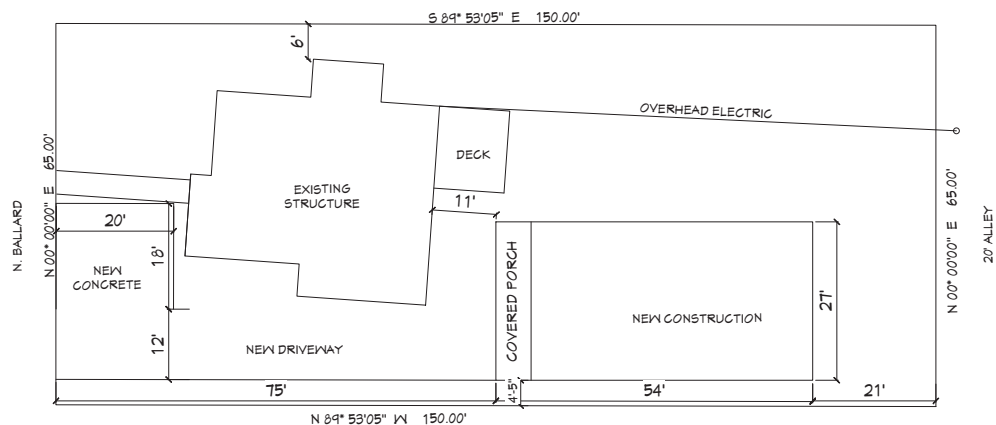 S 89° 53'05" E 150.00'
6'
OVERHEAD ELECTRIC
DECK
N. BALLARD
N 00° 00'00" E 65.00'
EXISTING
STRUCTURE
11'
N 00° 00'00" E 65.00'
20' ALLEY
20'
18'
NEW
CONCRETE
COVERED PORCH
NEW CONSTRUCTION
27'
12'
NEW DRIVEWAY
75'
4'-5"
54'
21'
N 89° 53'05" W 150.00'